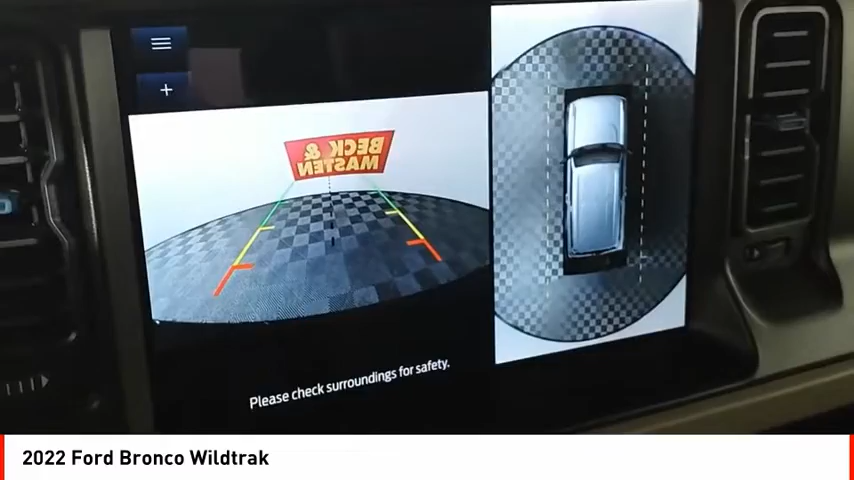 BECK &
MASTEN
Please check surroundings for safety.
2022 Ford Bronco Wildtrak